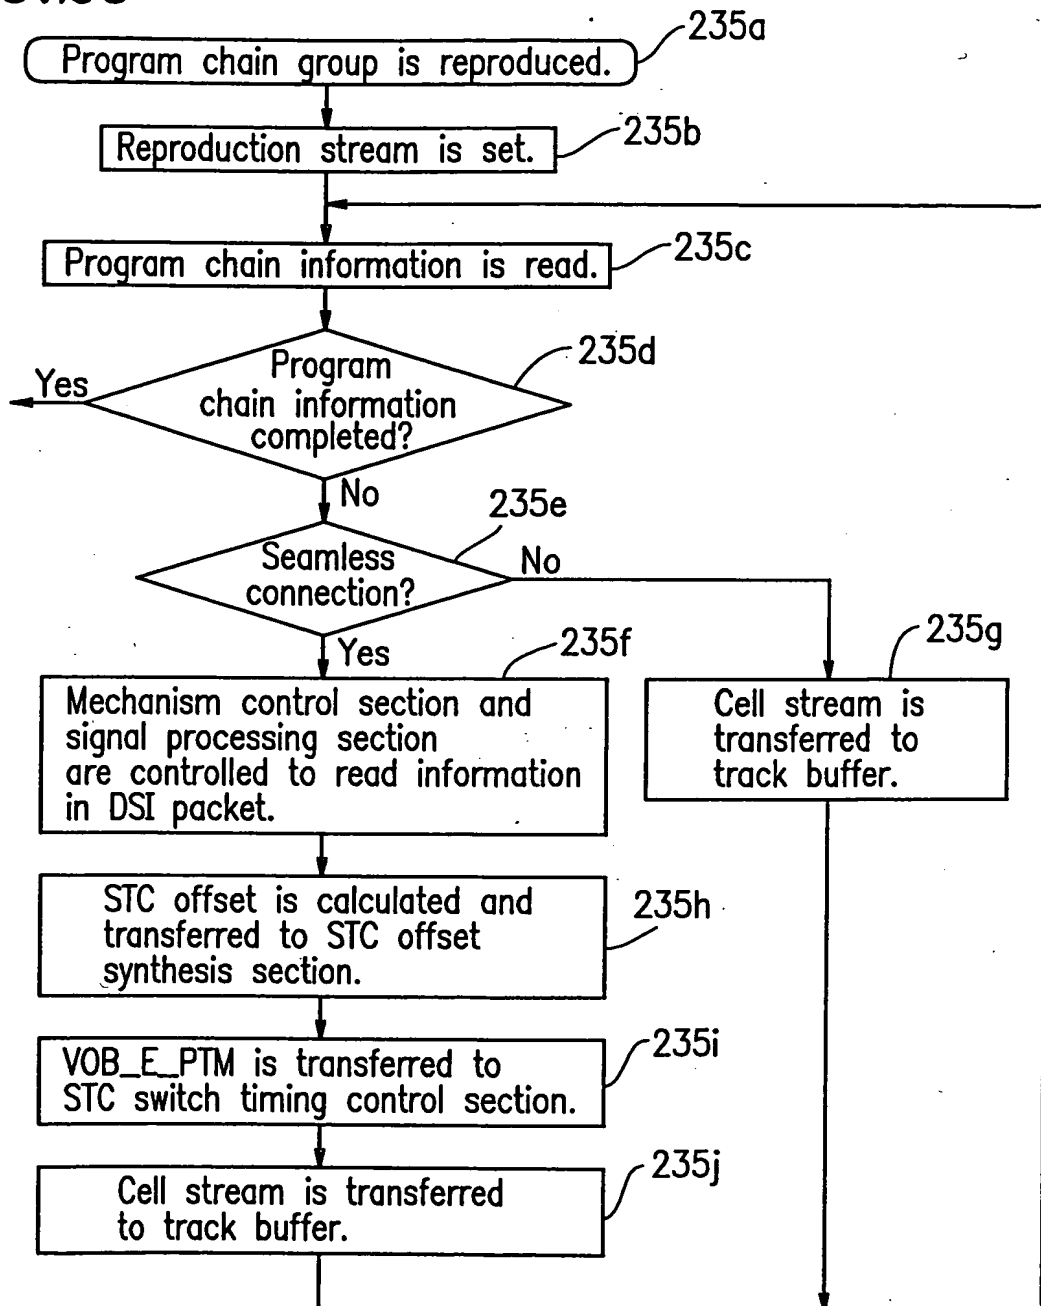 235a
Program chain group is reproduced.
235b
Reproduction stream is set.
235c
Program chain information is read.
235d
Program
chain information
completed?
Yes
No
235e
Seamless
connection?
No
Yes
235f
Mechanism control section and
signal processing section
are controlled to read information
in DSI packet.
235g
Cell stream is
transferred to
track buffer.
235h
STC offset is calculated and
transferred to STC offset
synthesis section.
235i
VOB_E_PTM is transferred to
STC switch timing control section.
235j
Cell stream is transferred
to track buffer.